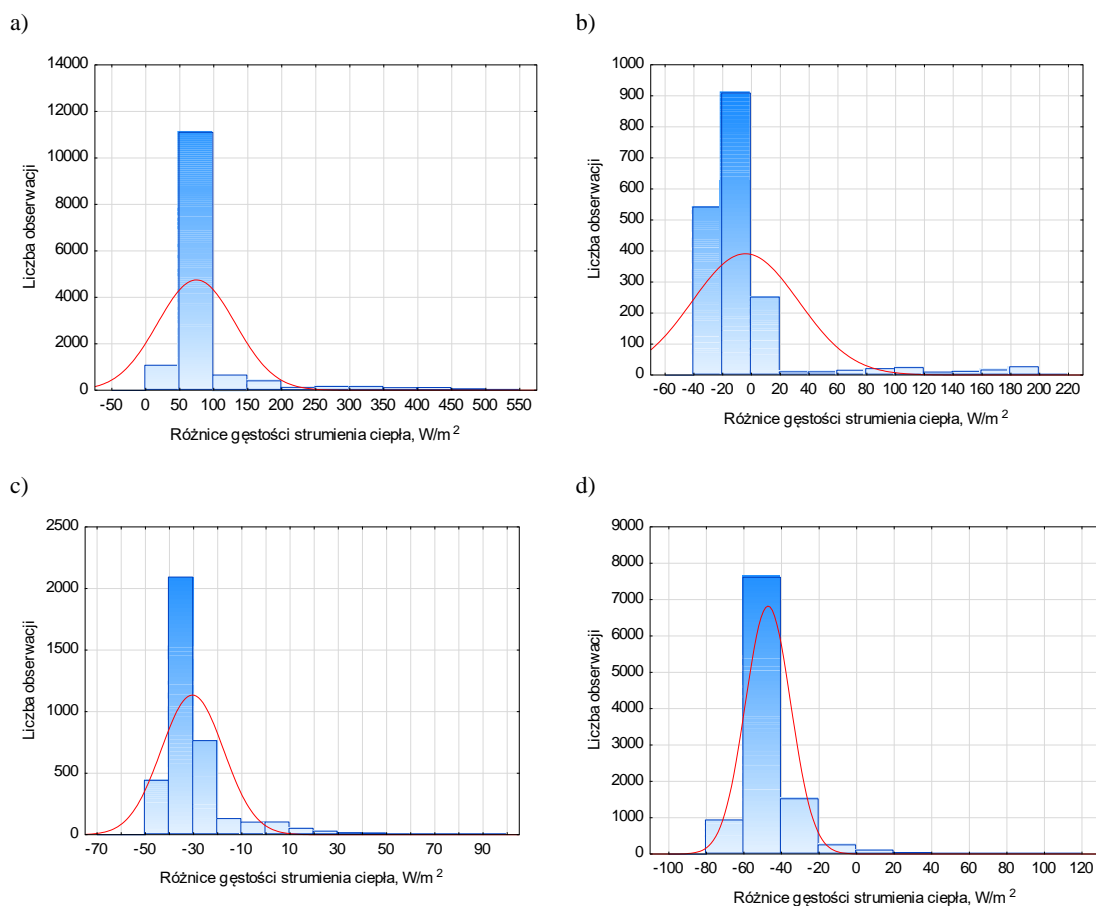 a)
14000
12000
10000
8000
6000
4000
2000
0
Liczba obserwacji
-50 0 50 100 150 200 250 300 350 400 450 500 550
Różnice gęstości strumienia ciepła, W/m²
b)
1000
900
800
700
600
500
400
300
200
100
0
Liczba obserwacji
-60 -40 -20 0 20 40 60 80 100 120 140 160 180 200 220
Różnice gęstości strumienia ciepła, W/m²
c)
2500
2000
1500
1000
500
0
Liczba obserwacji
-70 -50 -30 -10 10 30 50 70 90
Różnice gęstości strumienia ciepła, W/m²
d)
9000
8000
7000
6000
5000
4000
3000
2000
1000
0
Liczba obserwacji
-100 -80 -60 -40 -20 0 20 40 60 80 100 120
Różnice gęstości strumienia ciepła, W/m²